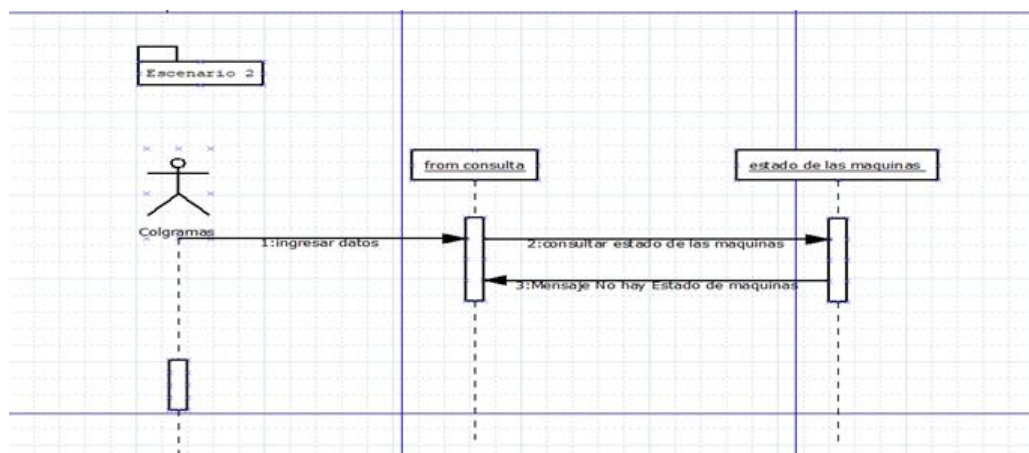 Escenario 2
from consulta
estado de las maquinas
Colgramas
1:ingresar datos
2:consultar estado de las maquinas
3:Mensaje No hay Estado de maquinas